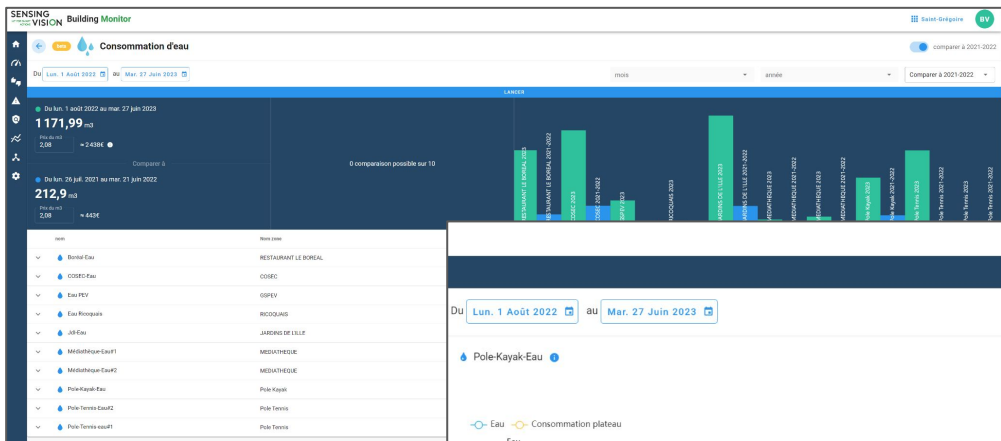 SENSING
VISION
Building Monitor
Saint-Grégoire
BV
Consommation d'eau
comparer à 2021-2022
Du Lun. 1 Août 2022 au Mar. 27 Juin 2023
mois
année
Comparer à 2021-2022
LANCER
Du lun. 1 août 2022 au mar. 27 juin 2023
1 171,99 m3
Prix du m3
2,08
≈ 2 438€
Comparer à
0 comparaison possible sur 10
Du lun. 26 juil. 2021 au mar. 21 juin 2022
212,9 m3
Prix du m3
2,08
≈ 443€
RESTAURANT LE BOREAL 2023
RESTAURANT LE BOREAL 2021-2022
COSEC 2023
COSEC 2021-2022
GSPEV 2023
RICOQUAIS 2023
JARDINS DE L'ILLE 2023
JARDINS DE L'ILLE 2021-2022
MEDIATHEQUE 2023
MEDIATHEQUE 2021-2022
MEDIATHEQUE 2023
MEDIATHEQUE 2021-2022
Pole Kayak 2023
Pole Kayak 2021-2022
Pole Tennis 2023
Pole Tennis 2021-2022
Pole Tennis 2023
Pole Tennis 2021-2022
nom
Nom zone
Boréal-Eau
RESTAURANT LE BOREAL
COSEC-Eau
COSEC
Eau PEV
GSPEV
Eau Ricoquais
RICOQUAIS
JdI-Eau
JARDINS DE L'ILLE
Médiathèque-Eau#1
MEDIATHEQUE
Médiathèque-Eau#2
MEDIATHEQUE
Pole-Kayak-Eau
Pole Kayak
Pole-Tennis-Eau#2
Pole Tennis
Pole-Tennis-eau#1
Pole Tennis
Du Lun. 1 Août 2022 au Mar. 27 Juin 2023
Pole-Kayak-Eau
Eau
Consommation plateau
Eau